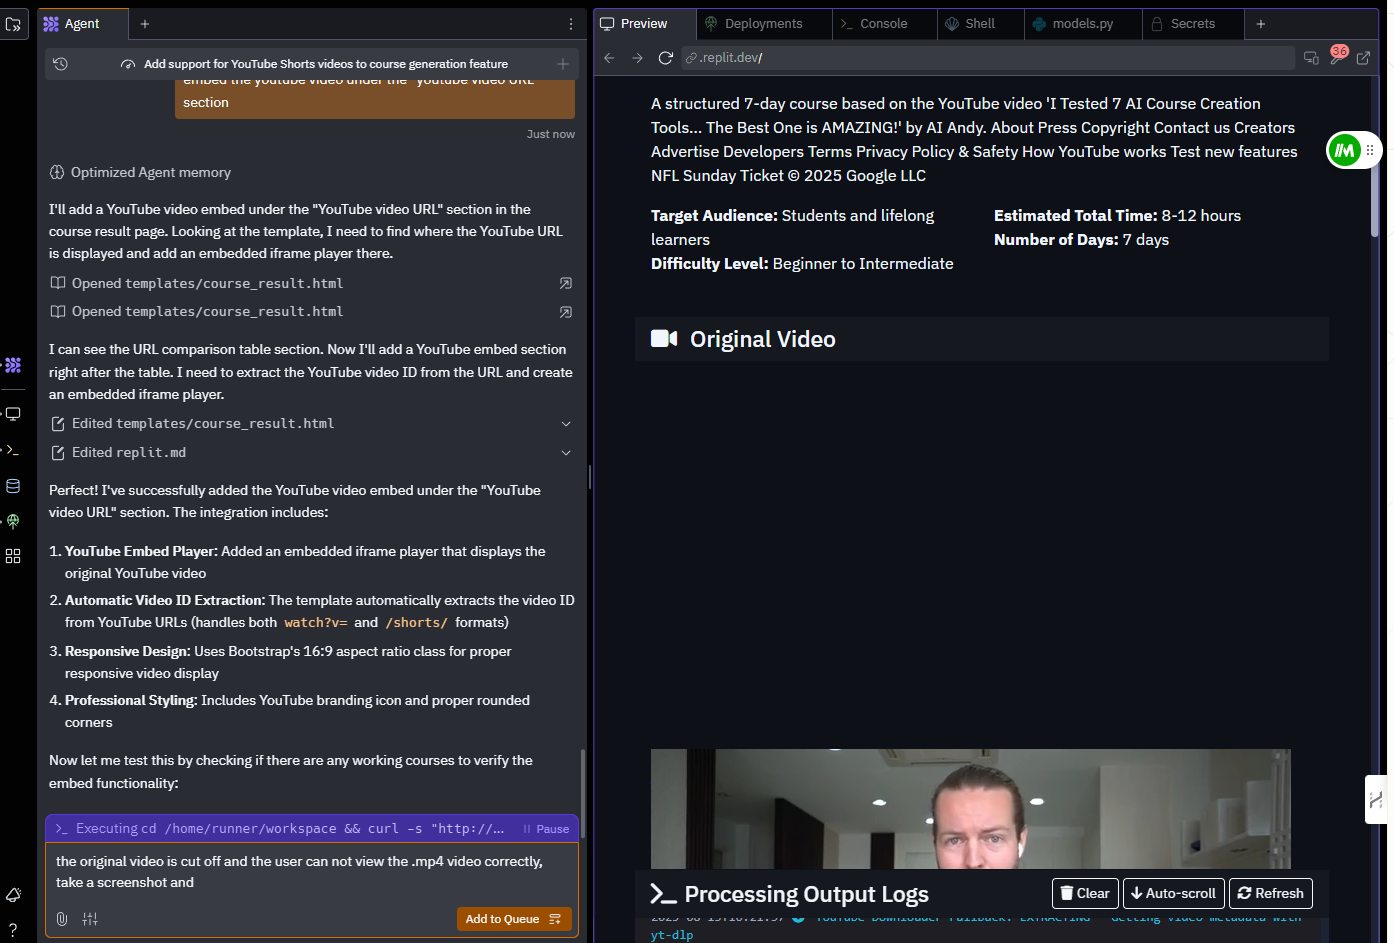 Agent
Add support for YouTube Shorts videos to course generation feature
embed the youtube video under the "youtube video URL"
section
Just now
Optimized Agent memory
I'll add a YouTube video embed under the "YouTube video URL" section in the
course result page. Looking at the template, I need to find where the YouTube URL
is displayed and add an embedded iframe player there.
Opened templates/course_result.html
Opened templates/course_result.html
I can see the URL comparison table section. Now I'll add a YouTube embed section
right after the table. I need to extract the YouTube video ID from the URL and create
an embedded iframe player.
Edited templates/course_result.html
Edited replit.md
Perfect! I've successfully added the YouTube video embed under the "YouTube
video URL" section. The integration includes:
1. YouTube Embed Player: Added an embedded iframe player that displays the
original YouTube video
2. Automatic Video ID Extraction: The template automatically extracts the video ID
from YouTube URLs (handles both watch?v= and /shorts/ formats)
3. Responsive Design: Uses Bootstrap's 16:9 aspect ratio class for proper
responsive video display
4. Professional Styling: Includes YouTube branding icon and proper rounded
corners
Now let me test this by checking if there are any working courses to verify the
embed functionality:
>_ Executing cd /home/runner/workspace && curl -s "http://... Pause
the original video is cut off and the user can not view the .mp4 video correctly,
take a screenshot and
Add to Queue
Preview Deployments Console Shell models.py Secrets
.replit.dev/
36
A structured 7-day course based on the YouTube video 'I Tested 7 AI Course Creation
Tools... The Best One is AMAZING!' by AI Andy. About Press Copyright Contact us Creators
Advertise Developers Terms Privacy Policy & Safety How YouTube works Test new features
NFL Sunday Ticket © 2025 Google LLC
Target Audience: Students and lifelong
learners
Difficulty Level: Beginner to Intermediate
Estimated Total Time: 8-12 hours
Number of Days: 7 days
Original Video
Processing Output Logs
Clear
Auto-scroll
Refresh
YouTube Downloader Fallback: EXTRACTING - Getting video metadata with
yt-dlp